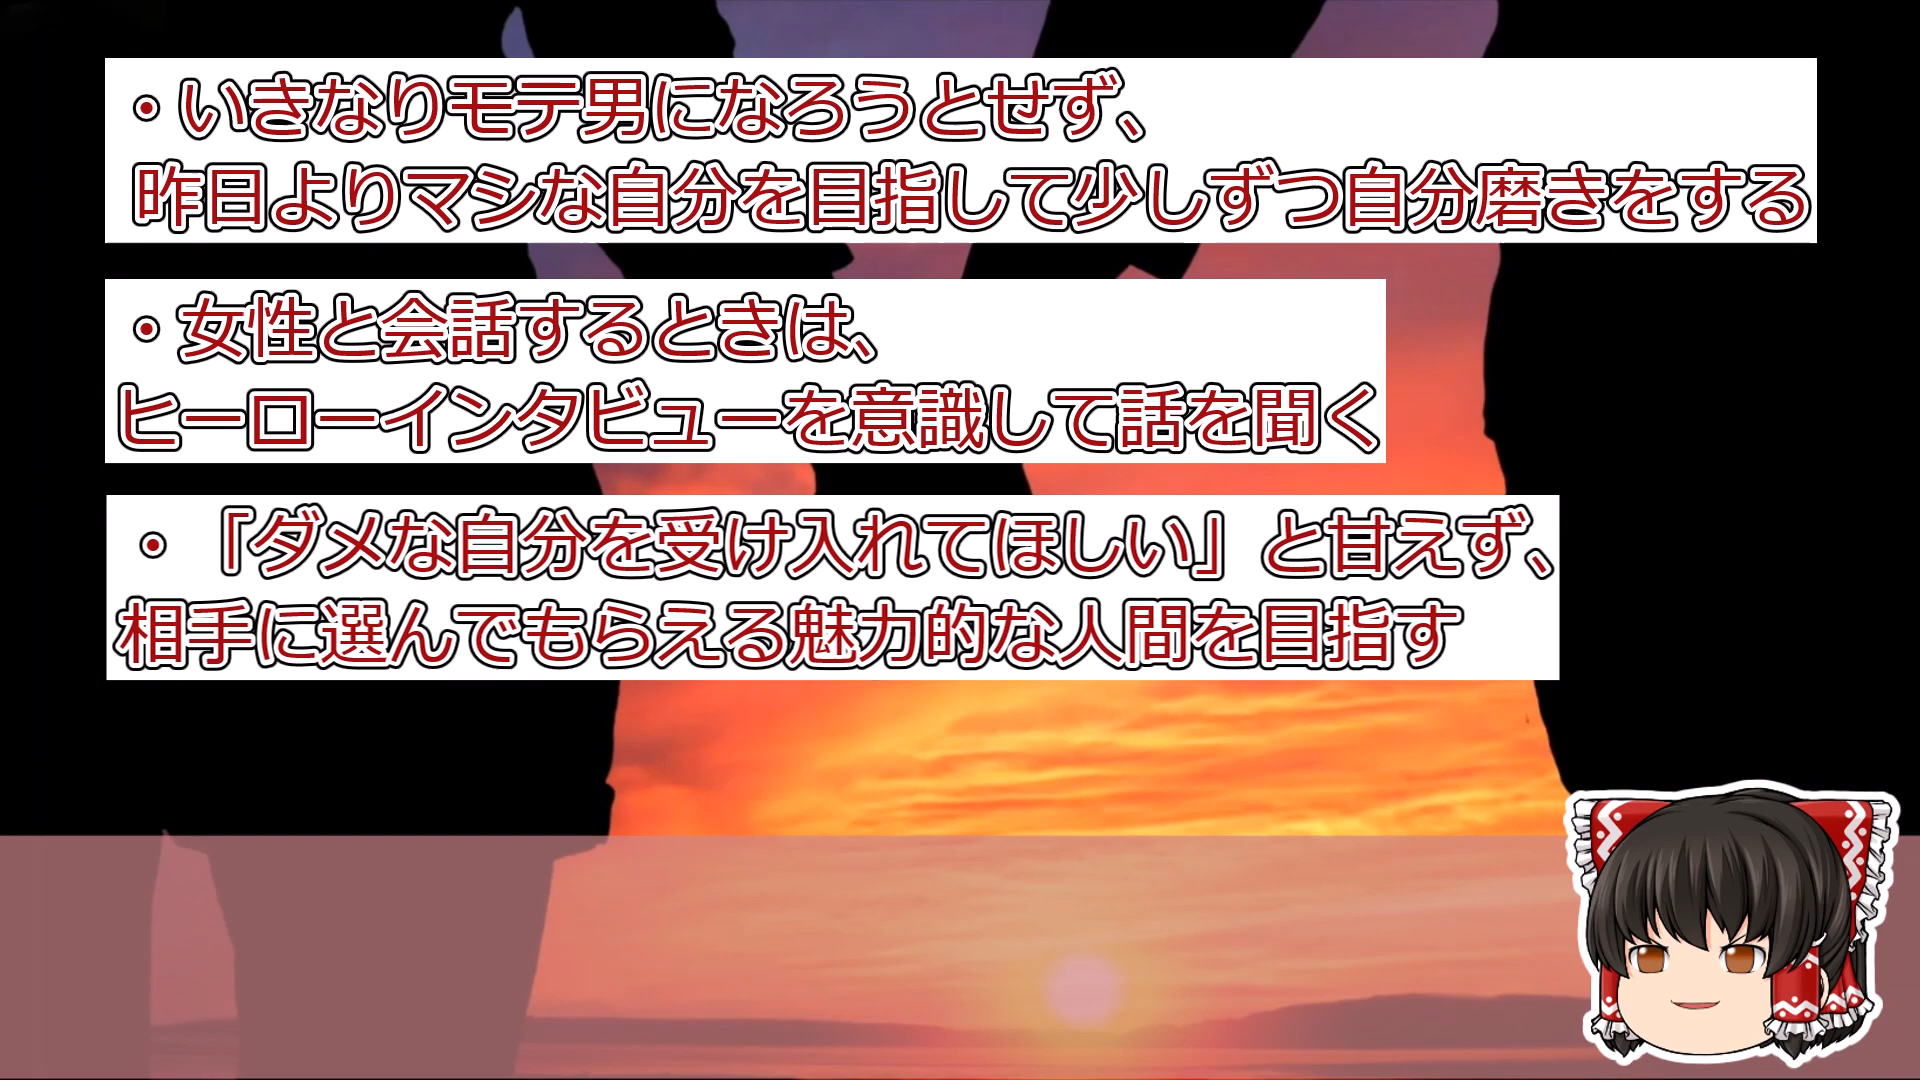 ・いきなりモテ男になろうとせず、
昨日よりマシな自分を目指して少しずつ自分磨きをする
・女性と会話するときは、
ヒーローインタビューを意識して話を聞く
・「ダメな自分を受け入れてほしい」と甘えず、
相手に選んでもらえる魅力的な人間を目指す